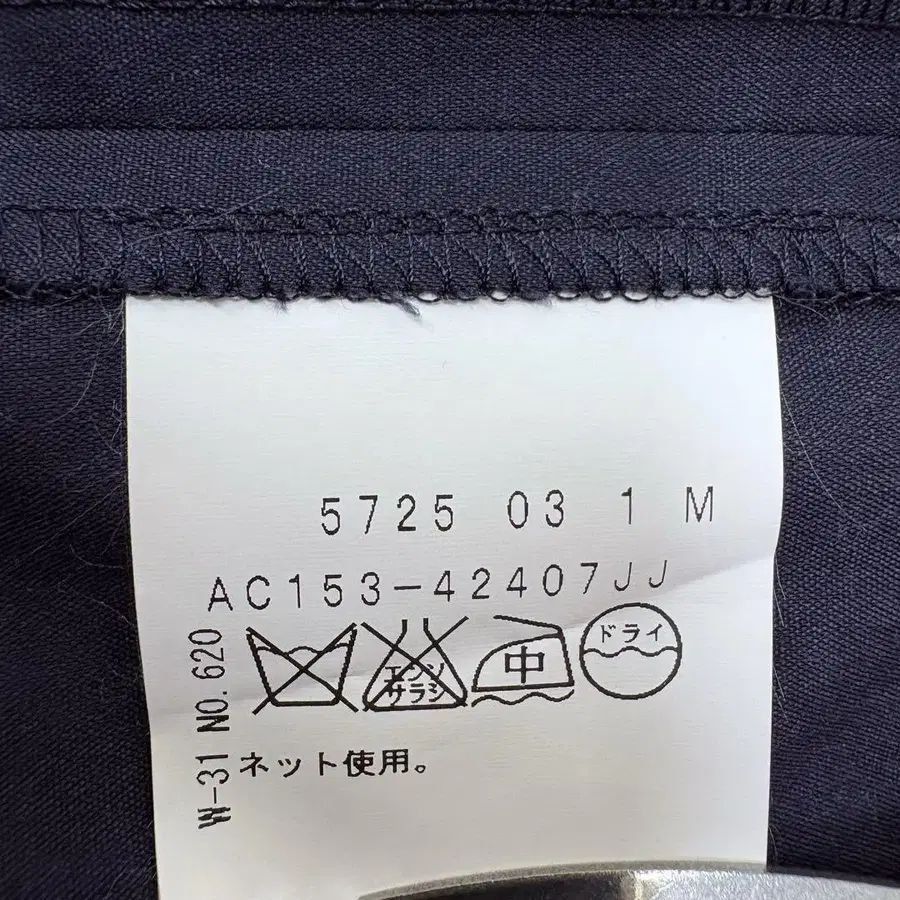 5725 03 1 M
AC153-42407JJ
エンソ
サラシ
中
ドライ
ネット使用。
W-31 NO.620